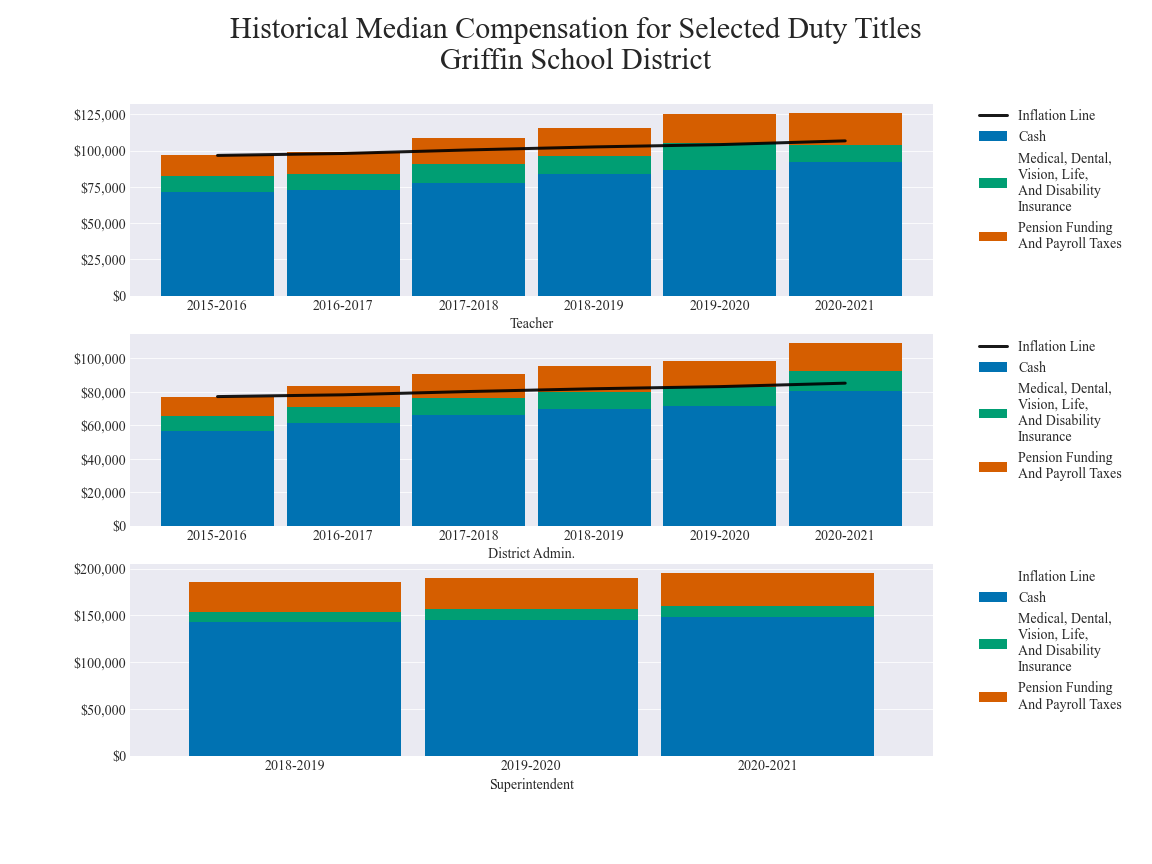 Historical Median Compensation for Selected Duty Titles
Griffin School District
$125,000
$100,000
$75,000
$50,000
$25,000
$0
2015-2016 2016-2017 2017-2018 2018-2019 2019-2020 2020-2021
Teacher
Inflation Line
Cash
Medical, Dental,
Vision, Life,
And Disability
Insurance
Pension Funding
And Payroll Taxes
$100,000
$80,000
$60,000
$40,000
$20,000
$0
2015-2016 2016-2017 2017-2018 2018-2019 2019-2020 2020-2021
District Admin.
Inflation Line
Cash
Medical, Dental,
Vision, Life,
And Disability
Insurance
Pension Funding
And Payroll Taxes
$200,000
$150,000
$100,000
$50,000
$0
2018-2019 2019-2020 2020-2021
Superintendent
Inflation Line
Cash
Medical, Dental,
Vision, Life,
And Disability
Insurance
Pension Funding
And Payroll Taxes